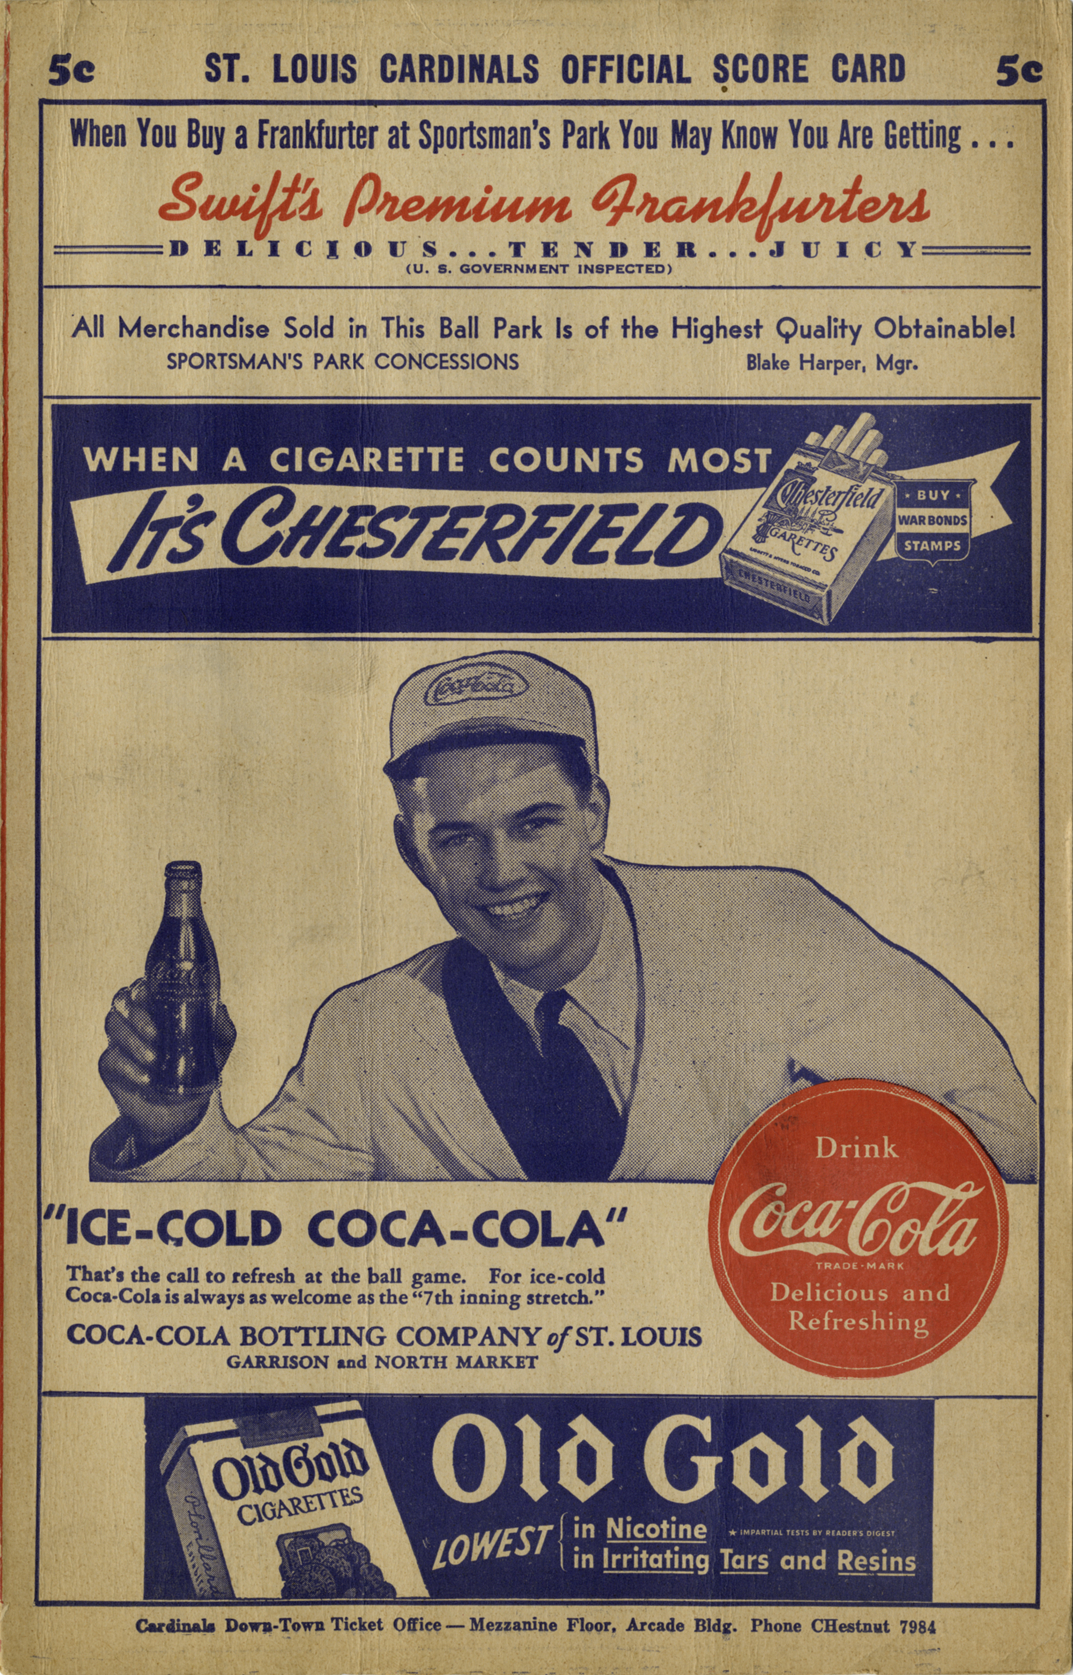 5c ST. LOUIS CARDINALS OFFICIAL SCORE CARD 5c
When You Buy a Frankfurter at Sportsman's Park You May Know You Are Getting . . .
Swift's Premium Frankfurters
DELICIOUS...TENDER...JUICY
(U. S. GOVERNMENT INSPECTED)
All Merchandise Sold in This Ball Park Is of the Highest Quality Obtainable!
SPORTSMAN'S PARK CONCESSIONS Blake Harper, Mgr.
WHEN A CIGARETTE COUNTS MOST
IT'S CHESTERFIELD
Chesterfield
CIGARETTES
LIGGETT & MYERS TOBACCO CO.
CHESTERFIELD
· BUY ·
WAR BONDS
STAMPS
Coca-Cola
Coca-Cola
"ICE-COLD COCA-COLA"
That's the call to refresh at the ball game. For ice-cold
Coca-Cola is always as welcome as the "7th inning stretch."
COCA-COLA BOTTLING COMPANY of ST. LOUIS
GARRISON and NORTH MARKET
Drink
Coca-Cola
TRADE-MARK
Delicious and
Refreshing
Old Gold
CIGARETTES
P. Lorillard
Old Gold
LOWEST in Nicotine ★ IMPARTIAL TESTS BY READER'S DIGEST
in Irritating Tars and Resins
Cardinals Down-Town Ticket Office — Mezzanine Floor, Arcade Bldg. Phone CHestnut 7984